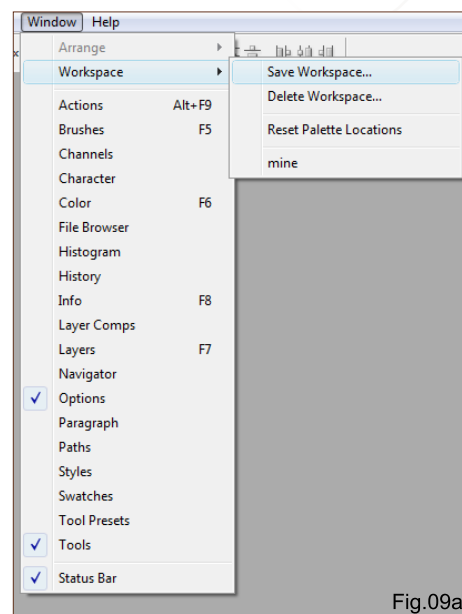 Window Help
Arrange
Workspace
Save Workspace...
Delete Workspace...
Reset Palette Locations
mine
Actions Alt+F9
Brushes F5
Channels
Character
Color F6
File Browser
Histogram
History
Info F8
Layer Comps
Layers F7
Navigator
Options
Paragraph
Paths
Styles
Swatches
Tool Presets
Tools
Status Bar
Fig.09a